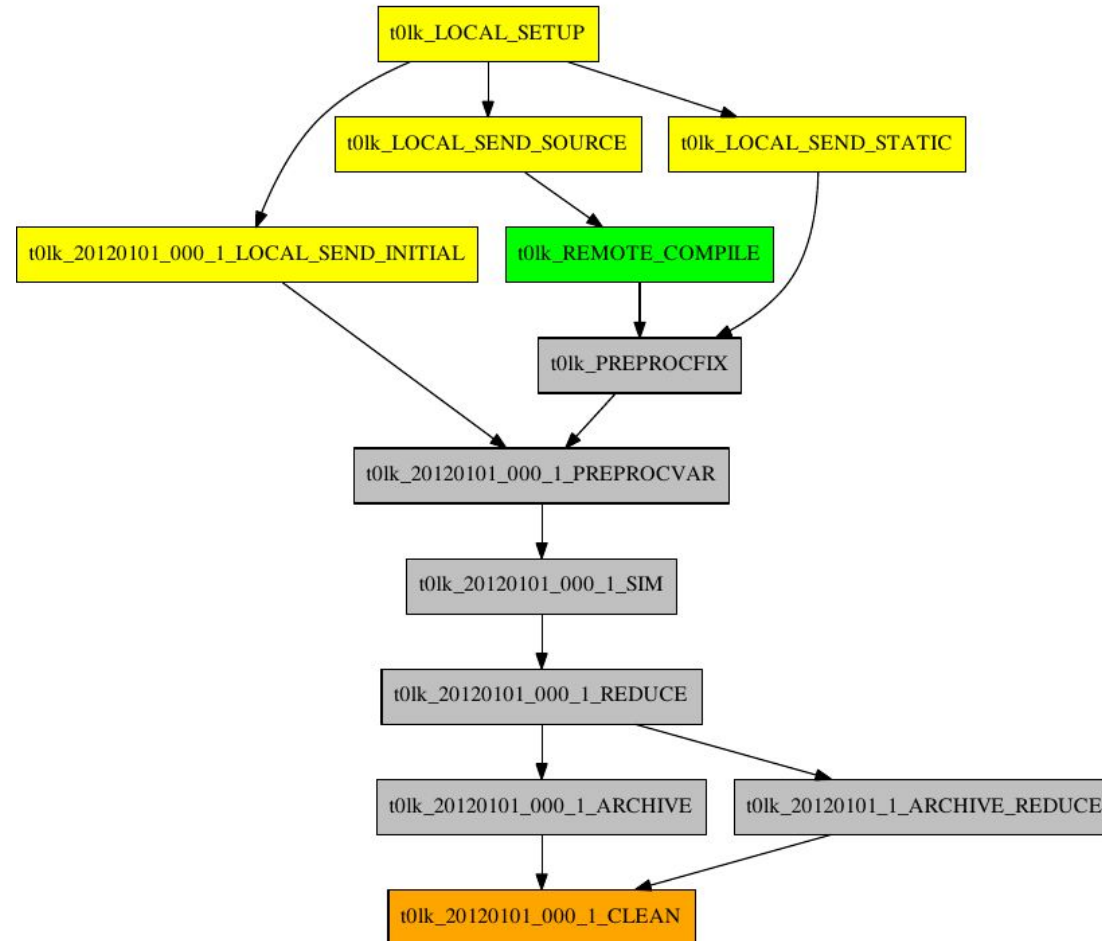 t0lk_LOCAL_SETUP
t0lk_LOCAL_SEND_SOURCE
t0lk_LOCAL_SEND_STATIC
t0lk_20120101_000_1_LOCAL_SEND_INITIAL
t0lk_REMOTE_COMPILE
t0lk_PREPROCFIX
t0lk_20120101_000_1_PREPROCVAR
t0lk_20120101_000_1_SIM
t0lk_20120101_000_1_REDUCE
t0lk_20120101_000_1_ARCHIVE
t0lk_20120101_1_ARCHIVE_REDUCE
t0lk_20120101_000_1_CLEAN